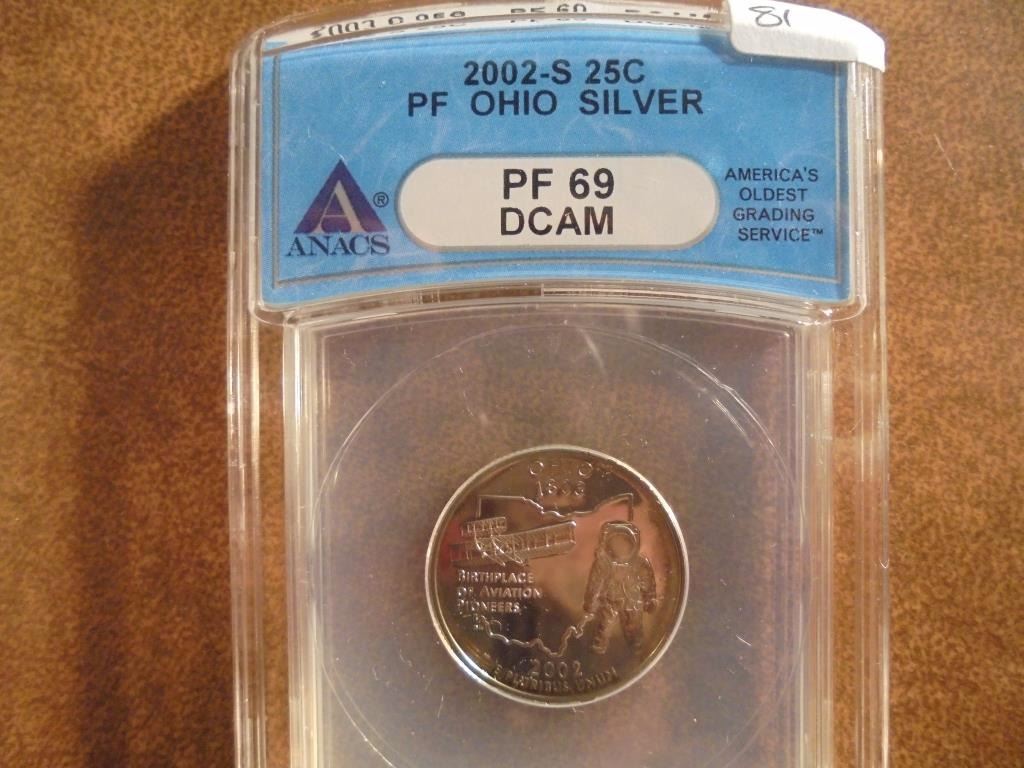 81
2002-S 25C
PF OHIO SILVER
ANACS®
PF 69
DCAM
AMERICA'S
OLDEST
GRADING
SERVICE™
OHIO
1803
BIRTHPLACE
OF AVIATION
PIONEERS
2002
E PLURIBUS UNUM